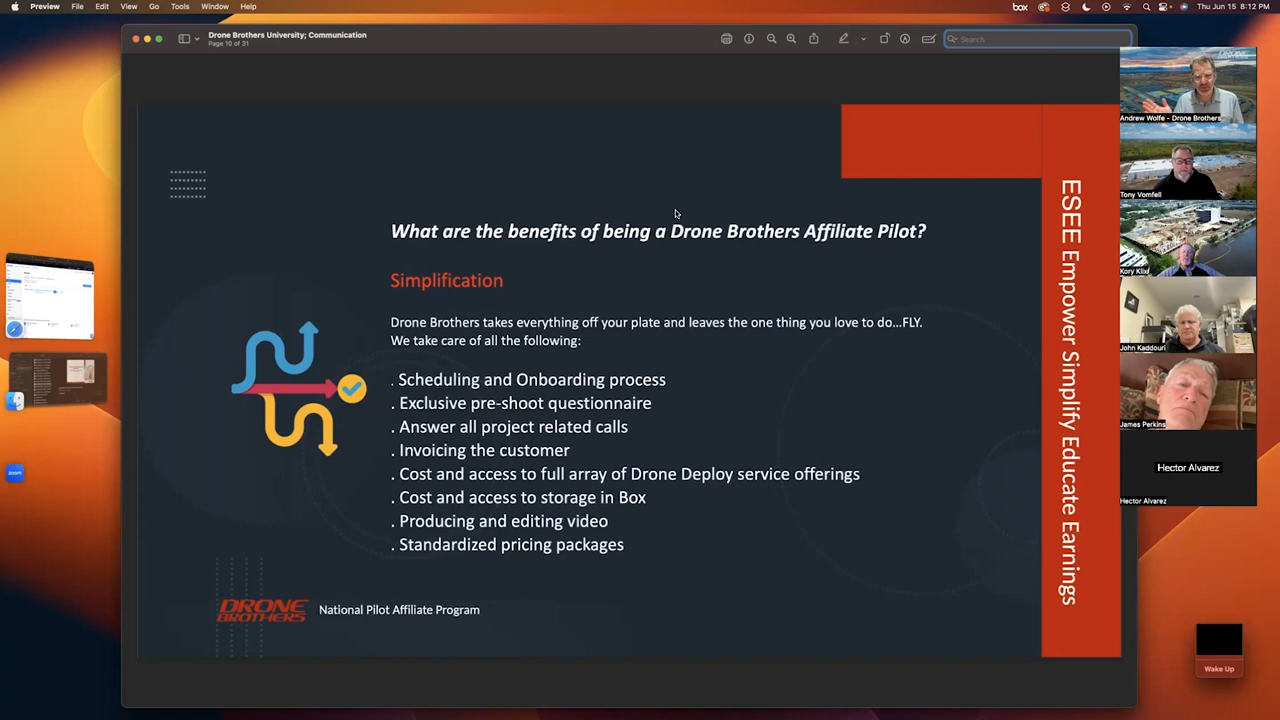 Preview File Edit View Go Tools Window Help
box
Thu Jun 15 8:12 PM
Drone Brothers University; Communication
Page 10 of 31
Search
What are the benefits of being a Drone Brothers Affiliate Pilot?
Simplification
Drone Brothers takes everything off your plate and leaves the one thing you love to do...FLY.
We take care of all the following:
. Scheduling and Onboarding process
. Exclusive pre-shoot questionnaire
. Answer all project related calls
. Invoicing the customer
. Cost and access to full array of Drone Deploy service offerings
. Cost and access to storage in Box
. Producing and editing video
. Standardized pricing packages
DRONE
BROTHERS
National Pilot Affiliate Program
ESEE Empower Simplify Educate Earnings
DRONE
Andrew Wolfe - Drone Brothers
Tony Vomfell
Kory Klix
John Kaddouri
James Perkins
Hector Alvarez
Hector Alvarez
zoom
Wake Up